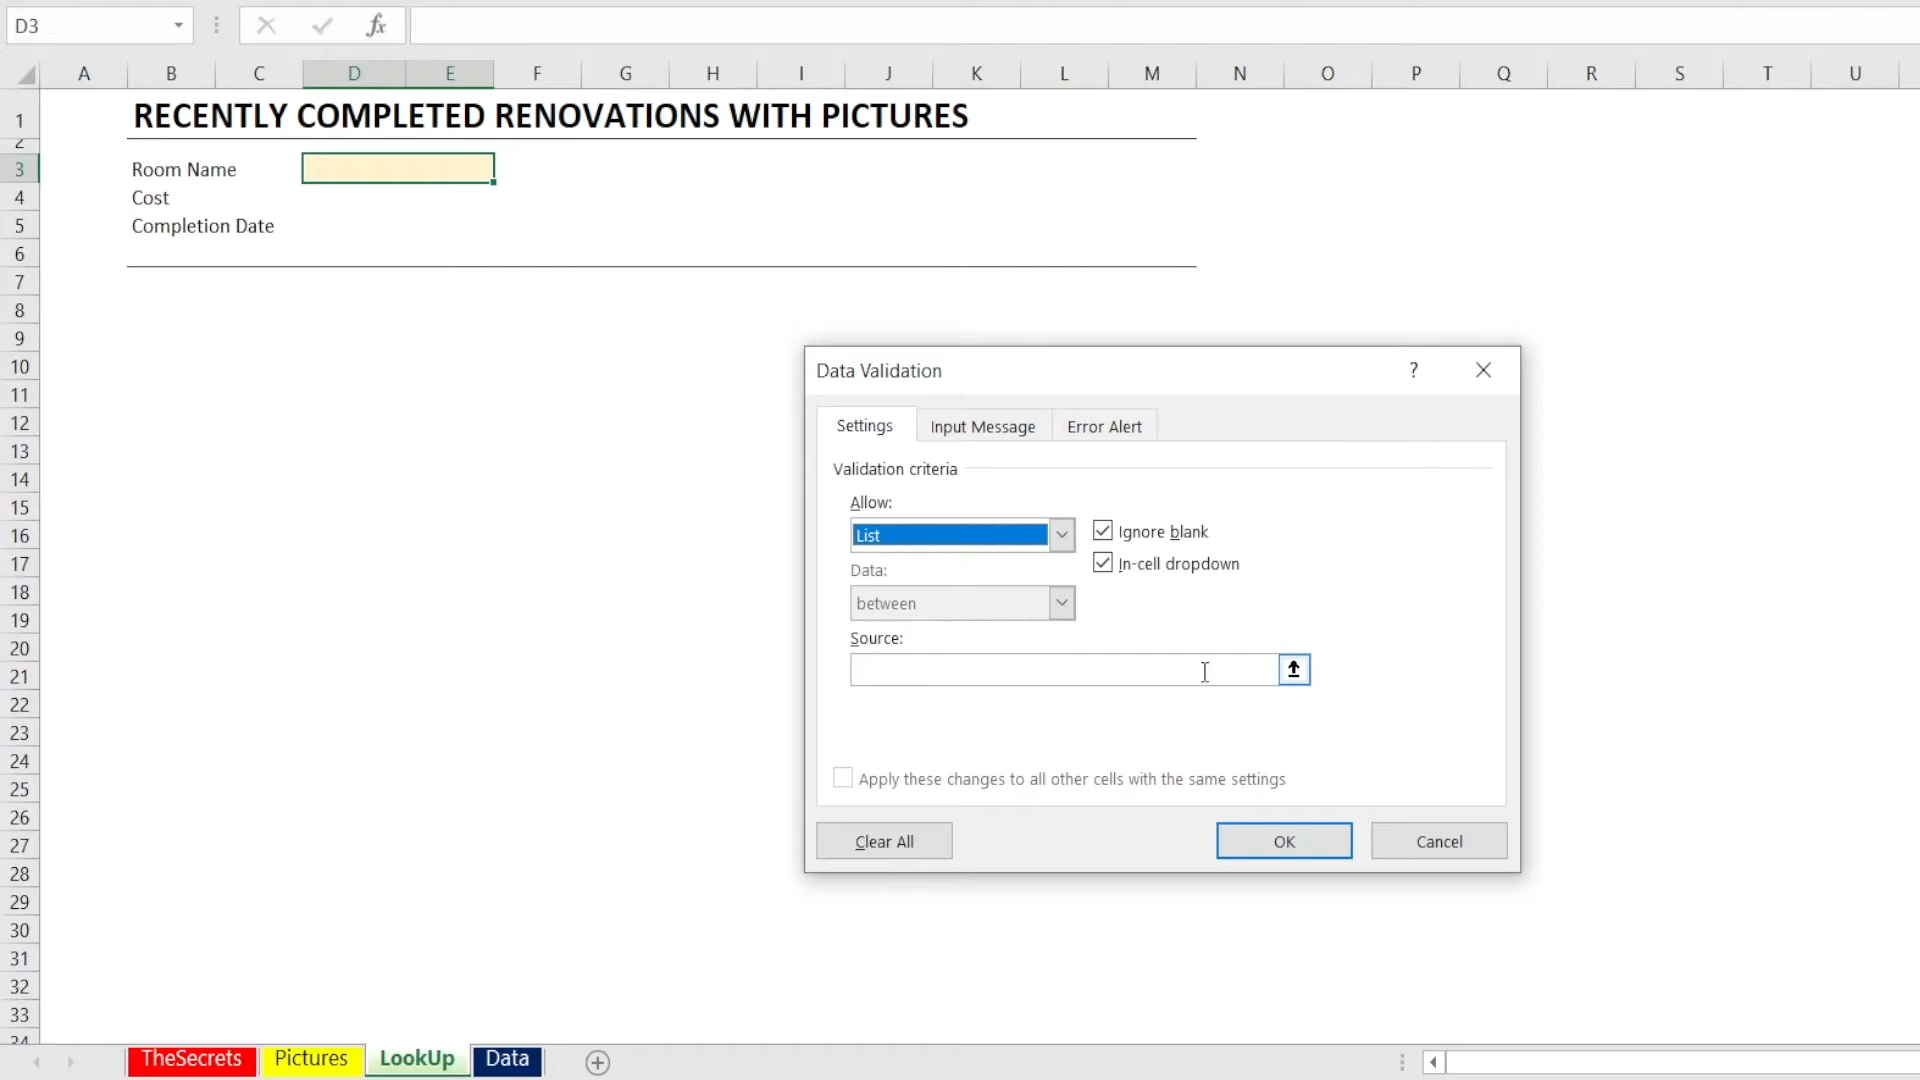 D3
fx
A B C D E F G H I J K L M N O P Q R S T U
1 RECENTLY COMPLETED RENOVATIONS WITH PICTURES
2
3 Room Name
4 Cost
5 Completion Date
6
7
8
9
10
11
12
13
14
15
16
17
18
19
20
21
22
23
24
25
26
27
28
29
30
31
32
33
34
Data Validation ?
Settings Input Message Error Alert
Validation criteria
Allow:
List Ignore blank
In-cell dropdown
Data:
between
Source:
Apply these changes to all other cells with the same settings
Clear All OK Cancel
TheSecrets Pictures LookUp Data